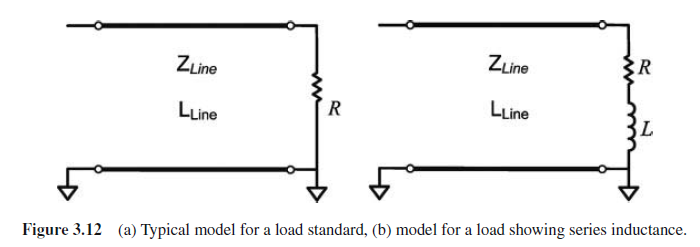 ZLine
LLine
R
ZLine
LLine
R
L
Figure 3.12 (a) Typical model for a load standard, (b) model for a load showing series inductance.